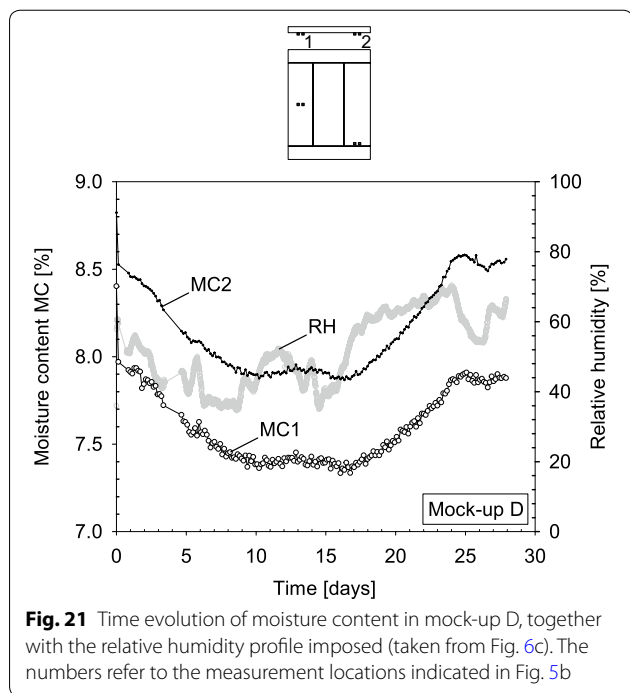 1 2
9.0
8.5
8.0
7.5
7.0
Moisture content MC [%]
100
80
60
40
20
0
Relative humidity [%]
MC2
RH
MC1
Mock-up D
0 5 10 15 20 25 30
Time [days]
Fig. 21 Time evolution of moisture content in mock-up D, together
with the relative humidity profile imposed (taken from Fig. 6c). The
numbers refer to the measurement locations indicated in Fig. 5b